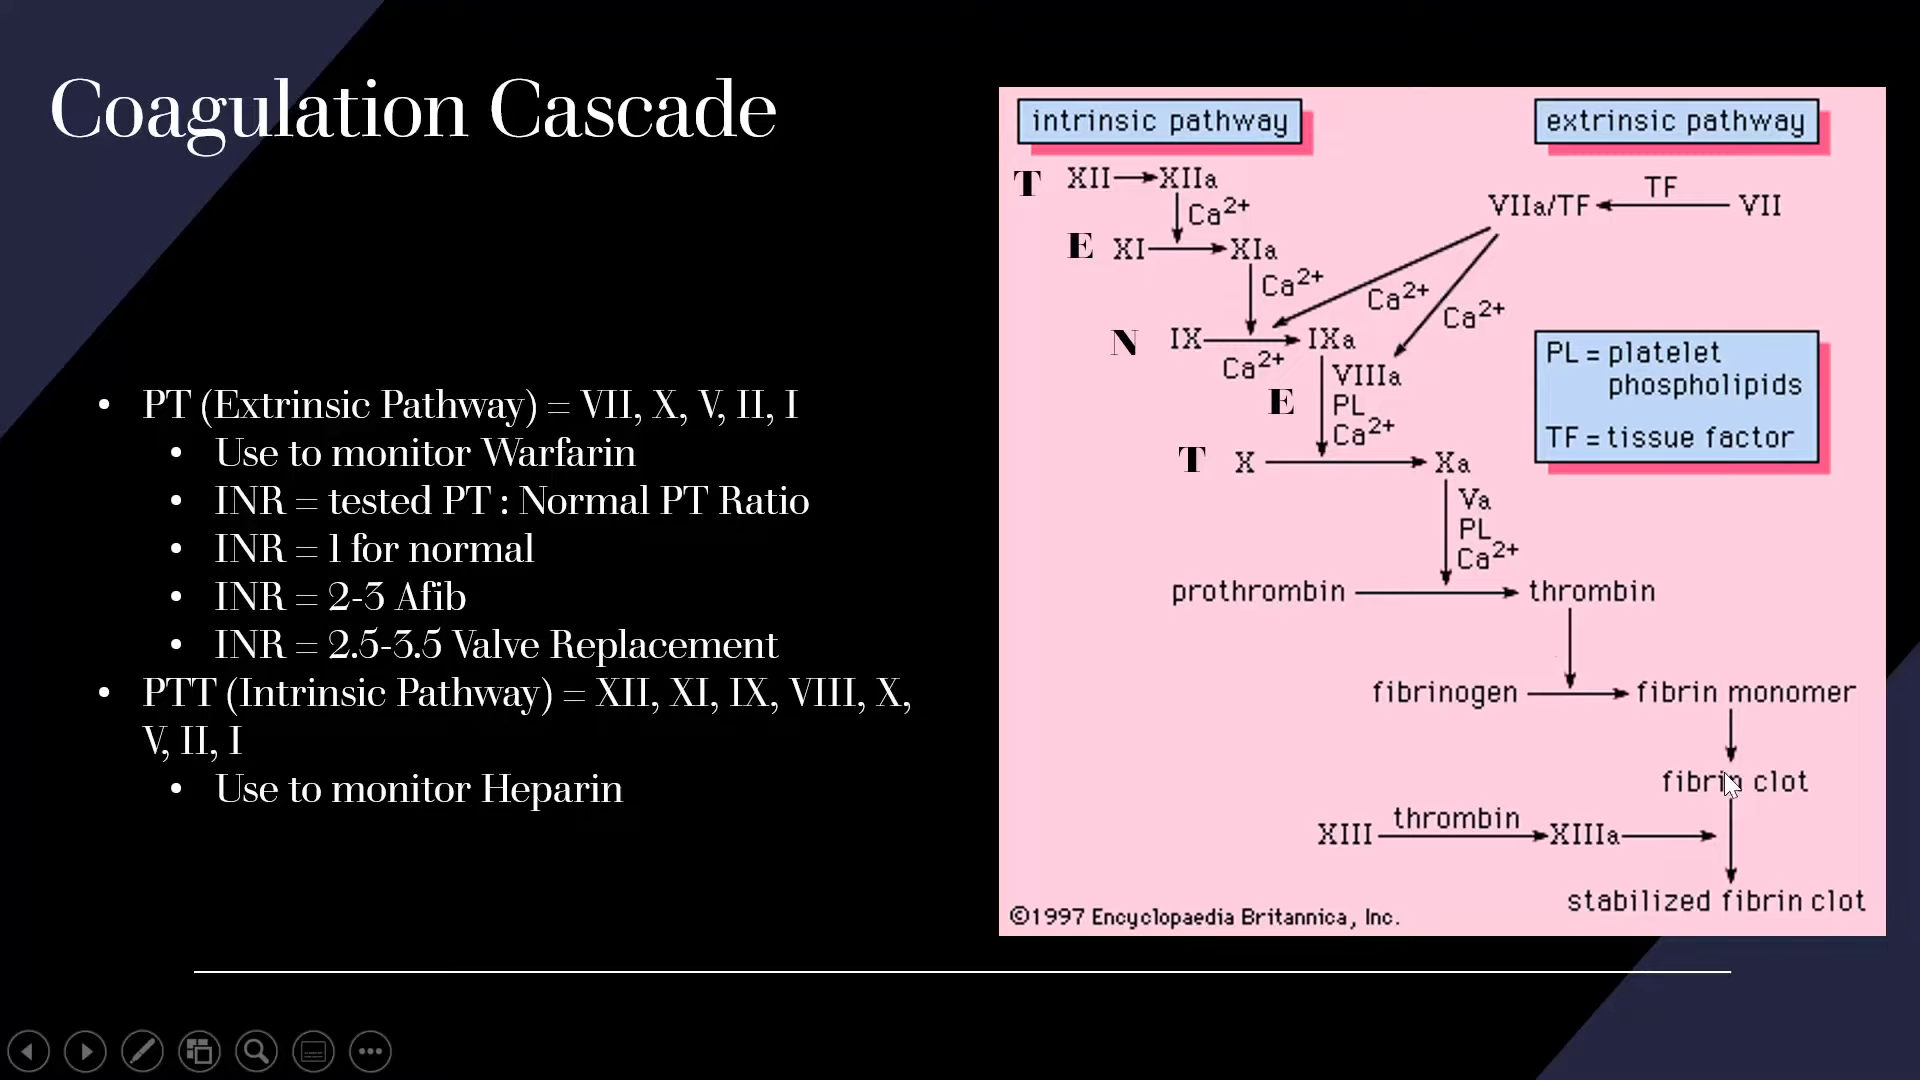 Coagulation Cascade
• PT (Extrinsic Pathway) = VII, X, V, II, I
• Use to monitor Warfarin
• INR = tested PT : Normal PT Ratio
• INR = 1 for normal
• INR = 2-3 Afib
• INR = 2.5-3.5 Valve Replacement
• PTT (Intrinsic Pathway) = XII, XI, IX, VIII, X,
V, II, I
• Use to monitor Heparin
intrinsic pathway
extrinsic pathway
T XII XIIa
Ca2+
TF
VIIa/TF VII
E XI XIa
Ca2+
Ca2+
Ca2+
N IX IXa
Ca2+
VIIIa
E PL
Ca2+
PL = platelet
phospholipids
TF = tissue factor
T X Xa
Va
PL
Ca2+
prothrombin thrombin
fibrinogen fibrin monomer
fibrin clot
thrombin
XIII XIIIa
stabilized fibrin clot
©1997 Encyclopaedia Britannica, Inc.